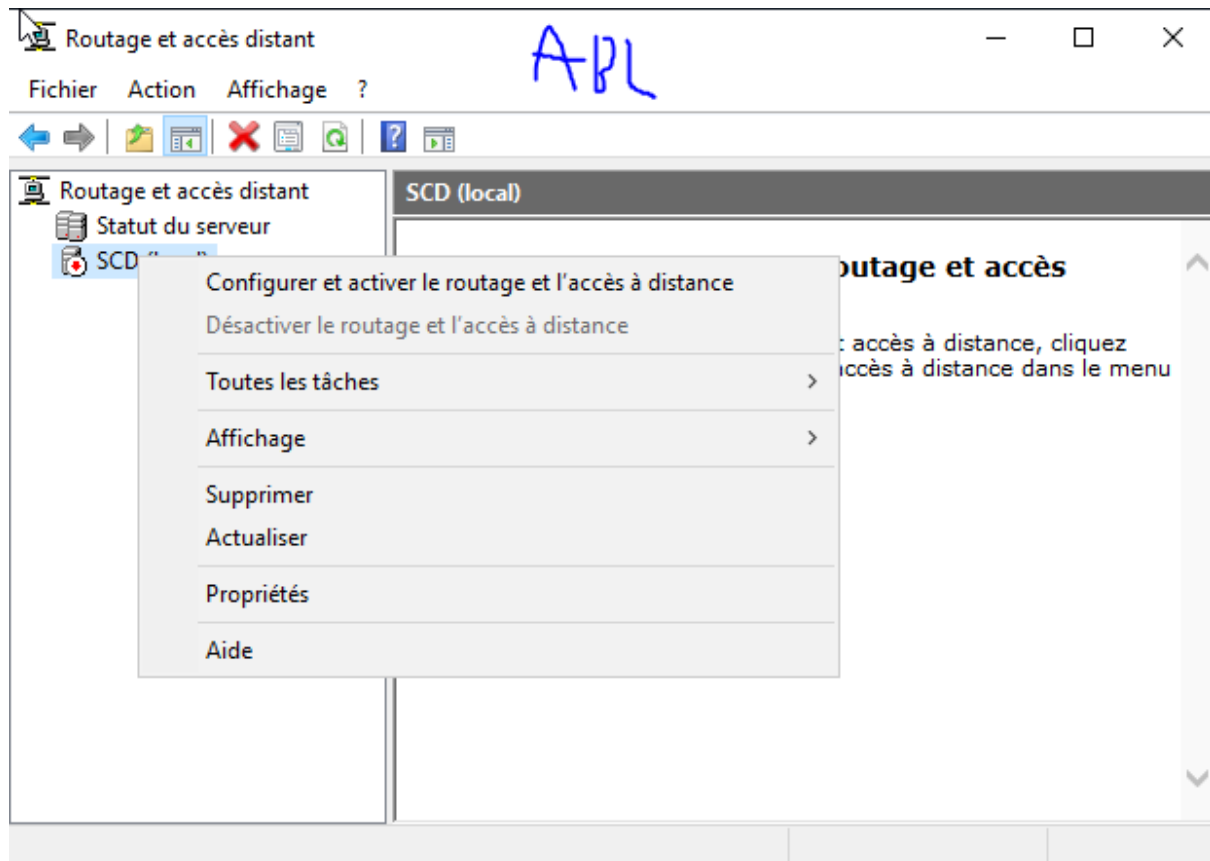 Routage et accès distant
ABL
Fichier Action Affichage ?
Routage et accès distant
Statut du serveur
SCD
SCD (local)
Configurer et activer le routage et l'accès à distance
Désactiver le routage et l'accès à distance
Toutes les tâches
Affichage
Supprimer
Actualiser
Propriétés
Aide
outage et accès
accès à distance, cliquez
accès à distance dans le menu